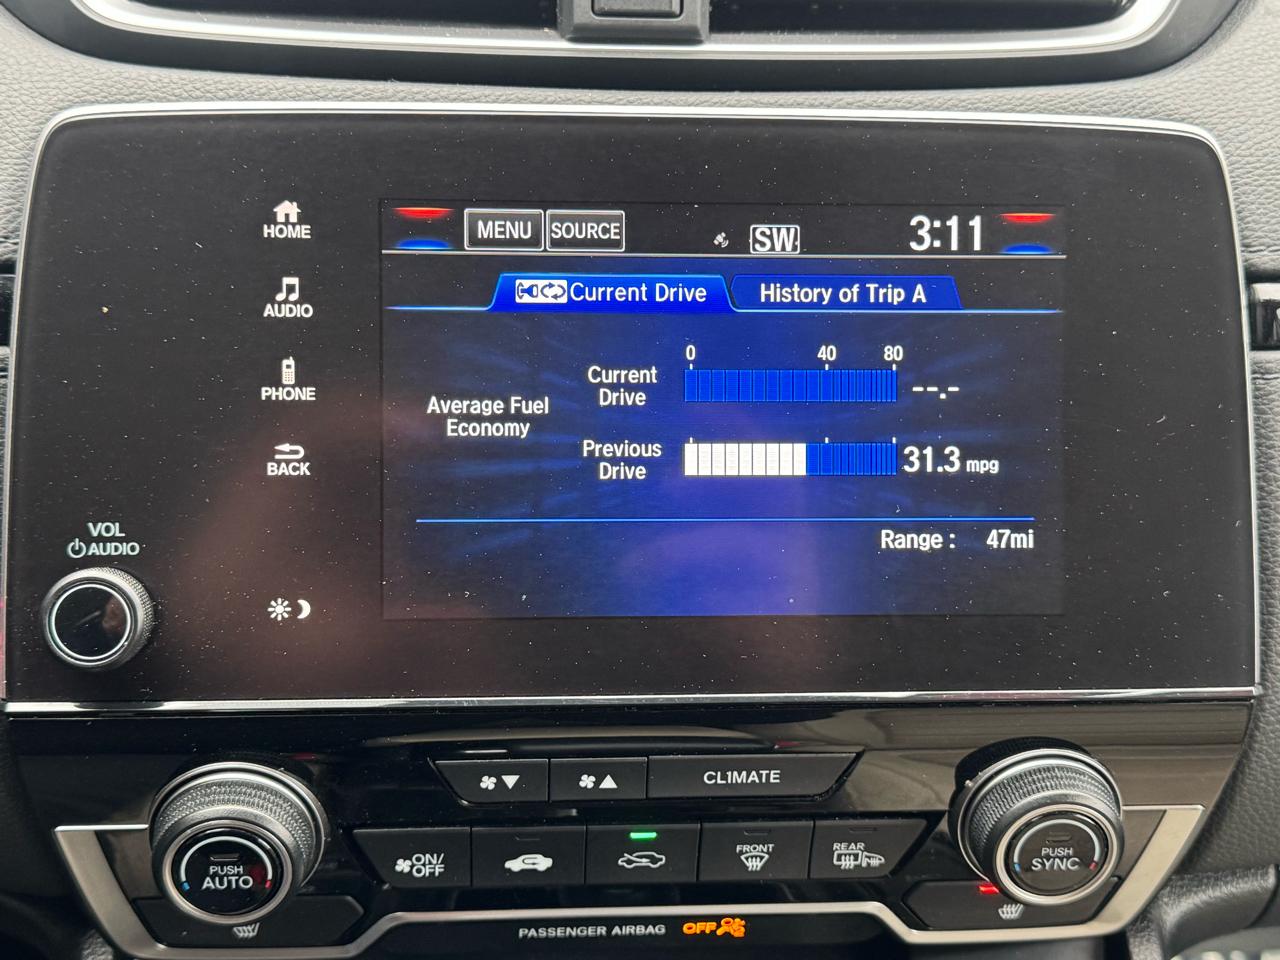 HOME
AUDIO
PHONE
BACK
VOL
AUDIO
MENU SOURCE SW 3:11
Current Drive History of Trip A
Average Fuel
Economy
0 40 80
Current
Drive
--.-
Previous
Drive
31.3 mpg
Range : 47mi
CLIMATE
PUSH
AUTO
ON/
OFF
FRONT
REAR
PUSH
SYNC
PASSENGER AIRBAG OFF